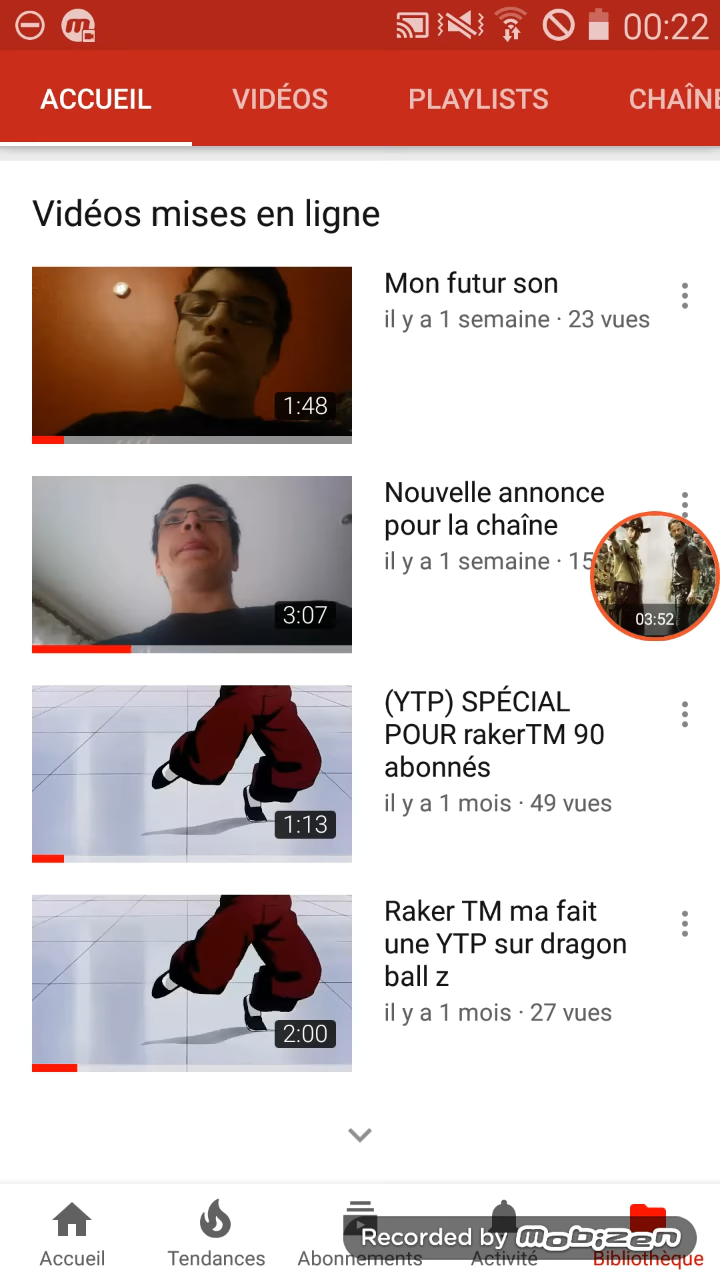 00:22
ACCUEIL VIDÉOS PLAYLISTS CHAÎNE
Vidéos mises en ligne
Mon futur son
il y a 1 semaine · 23 vues
1:48
Nouvelle annonce
pour la chaîne
il y a 1 semaine · 15
3:07
03:52
(YTP) SPÉCIAL
POUR rakerTM 90
abonnés
il y a 1 mois · 49 vues
1:13
Raker TM ma fait
une YTP sur dragon
ball z
il y a 1 mois · 27 vues
2:00
Recorded by mobizen
Accueil Tendances Abonnements Activité Bibliothèque